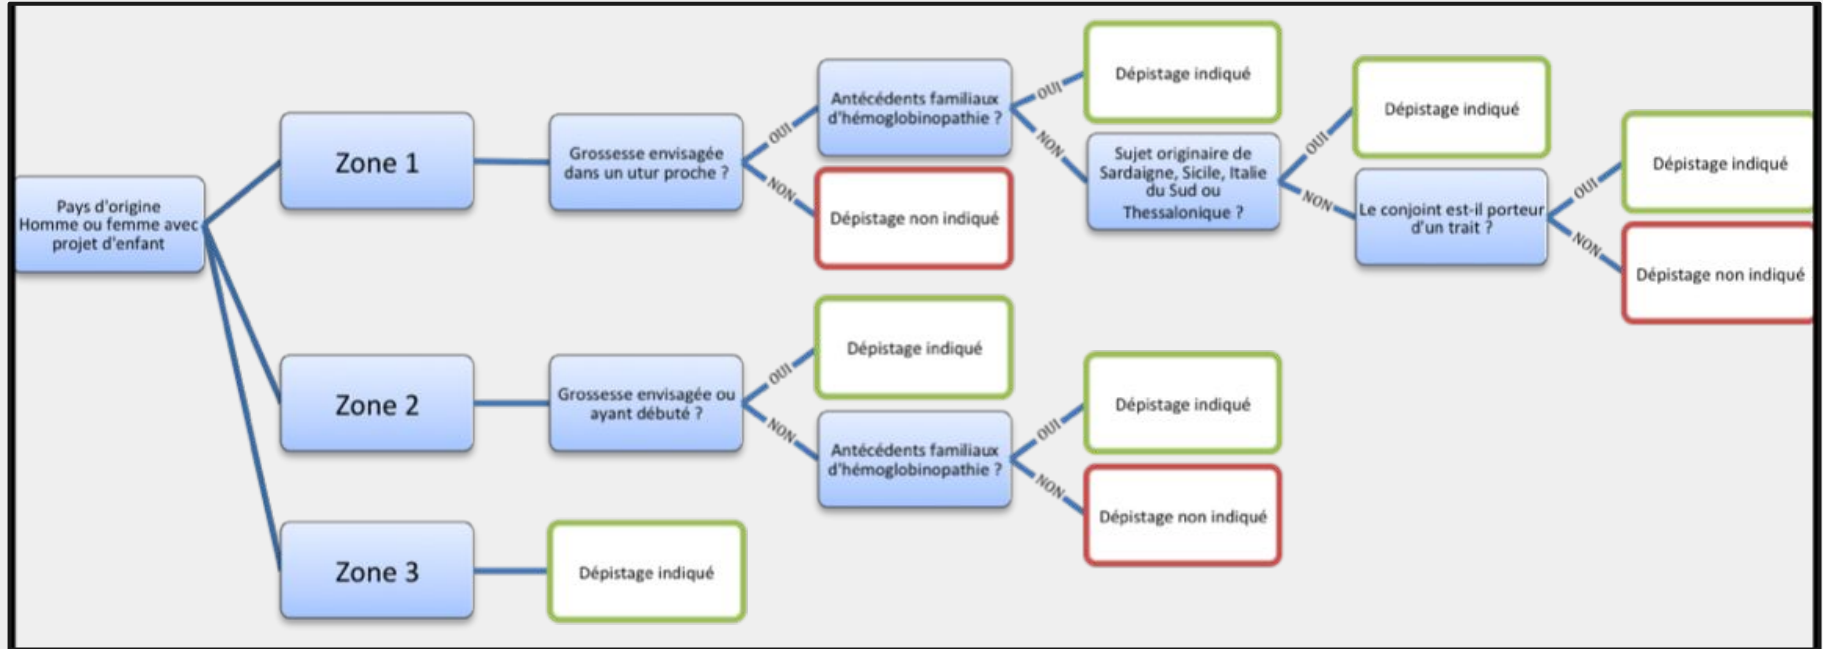 Pays d'origine
Homme ou femme avec
projet d'enfant
Zone 1
Grossesse envisagée
dans un utur proche ?
OUI
NON
Antécédents familiaux
d'hémoglobinopathie ?
Dépistage non indiqué
OUI
NON
Dépistage indiqué
Sujet originaire de
Sardaigne, Sicile, Italie
du Sud ou
Thessalonique ?
OUI
NON
Dépistage indiqué
Le conjoint est-il porteur
d'un trait ?
OUI
NON
Dépistage indiqué
Dépistage non indiqué
Zone 2
Grossesse envisagée ou
ayant débuté ?
OUI
NON
Dépistage indiqué
Antécédents familiaux
d'hémoglobinopathie ?
OUI
NON
Dépistage indiqué
Dépistage non indiqué
Zone 3
Dépistage indiqué